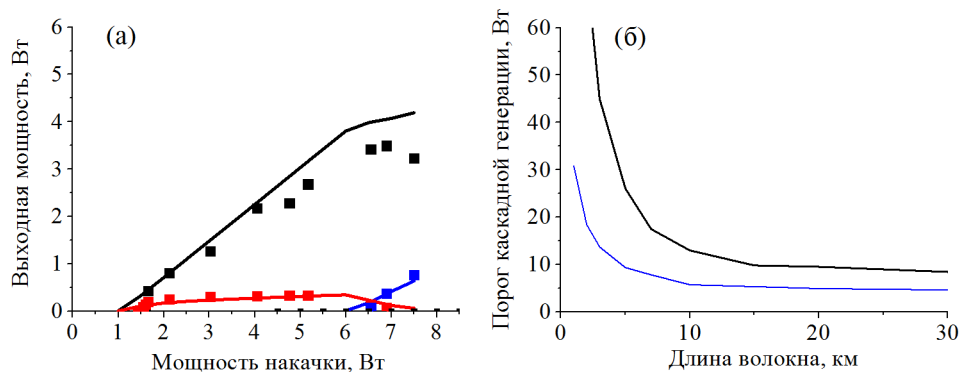 (а)
Выходная мощность, Вт
6
5
4
3
2
1
0
0 1 2 3 4 5 6 7 8
Мощность накачки, Вт
(б)
Порог каскадной генерации, Вт
60
50
40
30
20
10
0
0 10 20 30
Длина волокна, км